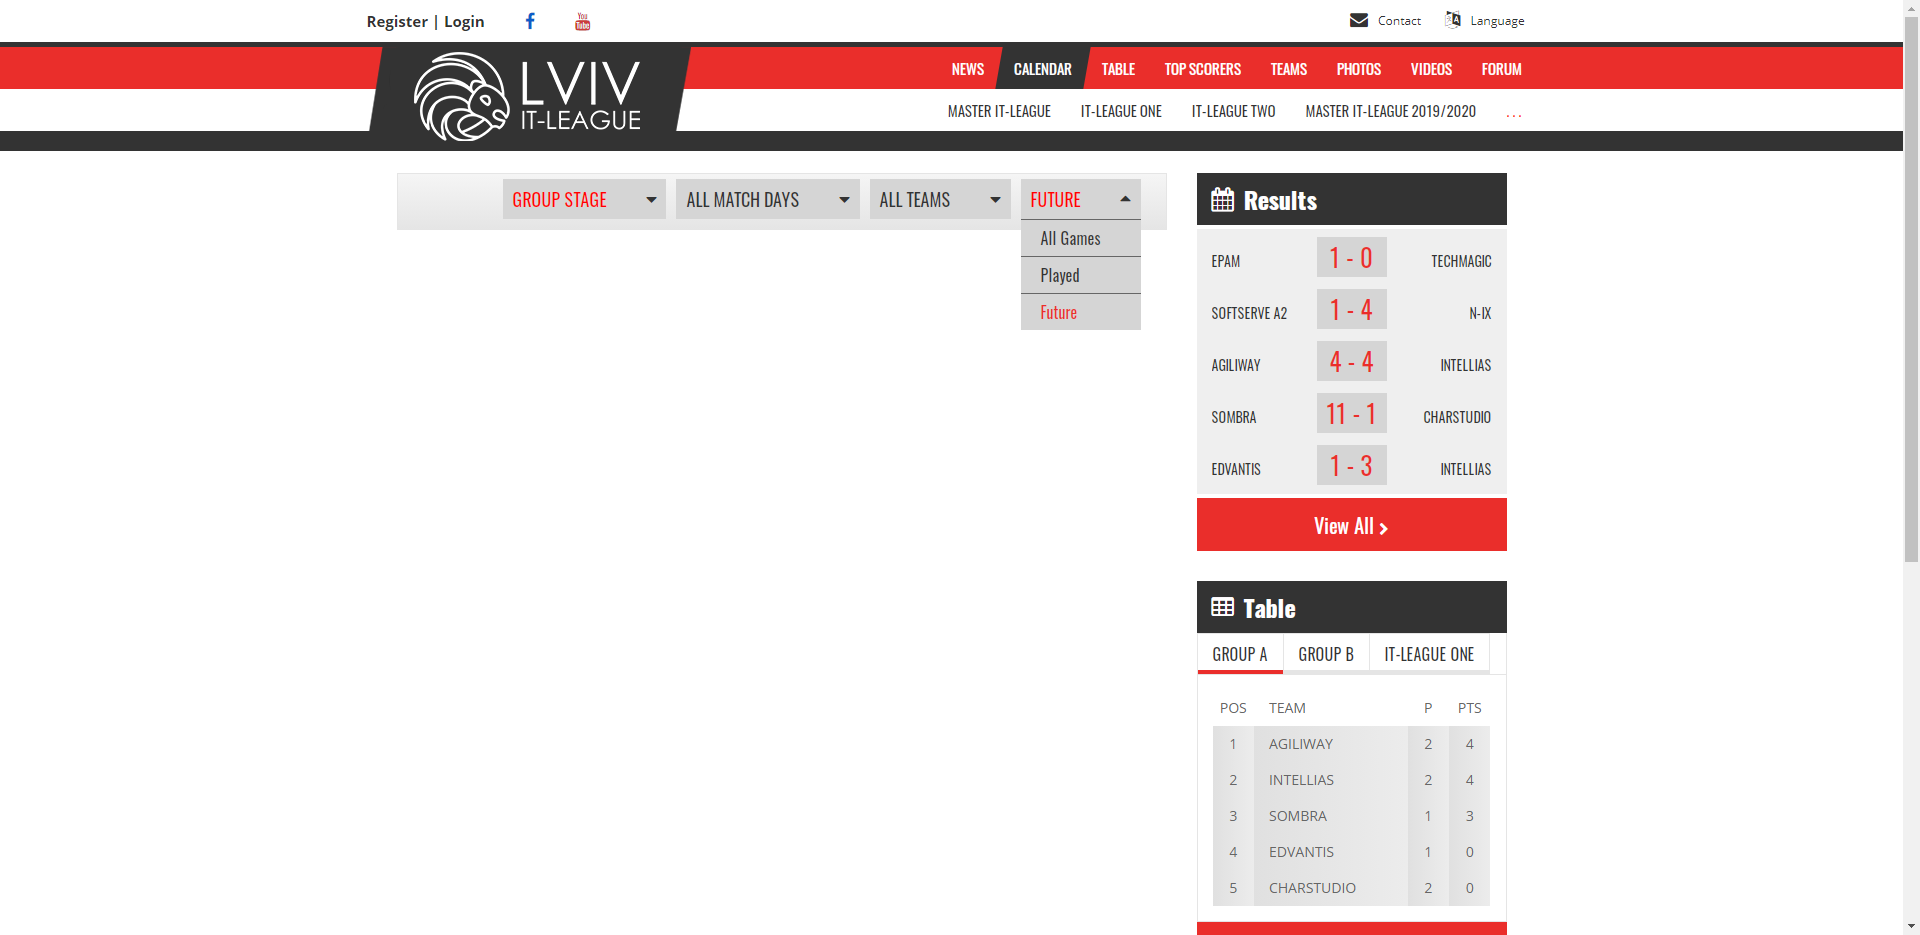 Register | Login
You
Tube
Contact
Language
LVIV
IT-LEAGUE
NEWS CALENDAR TABLE TOP SCORERS TEAMS PHOTOS VIDEOS FORUM
MASTER IT-LEAGUE IT-LEAGUE ONE IT-LEAGUE TWO MASTER IT-LEAGUE 2019/2020 ...
GROUP STAGE ALL MATCH DAYS ALL TEAMS FUTURE
All Games
Played
Future
Results
EPAM 1 - 0 TECHMAGIC
SOFTSERVE A2 1 - 4 N-IX
AGILIWAY 4 - 4 INTELLIAS
SOMBRA 11 - 1 CHARSTUDIO
EDVANTIS 1 - 3 INTELLIAS
View All
Table
GROUP A GROUP B IT-LEAGUE ONE
POS TEAM P PTS
1 AGILIWAY 2 4
2 INTELLIAS 2 4
3 SOMBRA 1 3
4 EDVANTIS 1 0
5 CHARSTUDIO 2 0